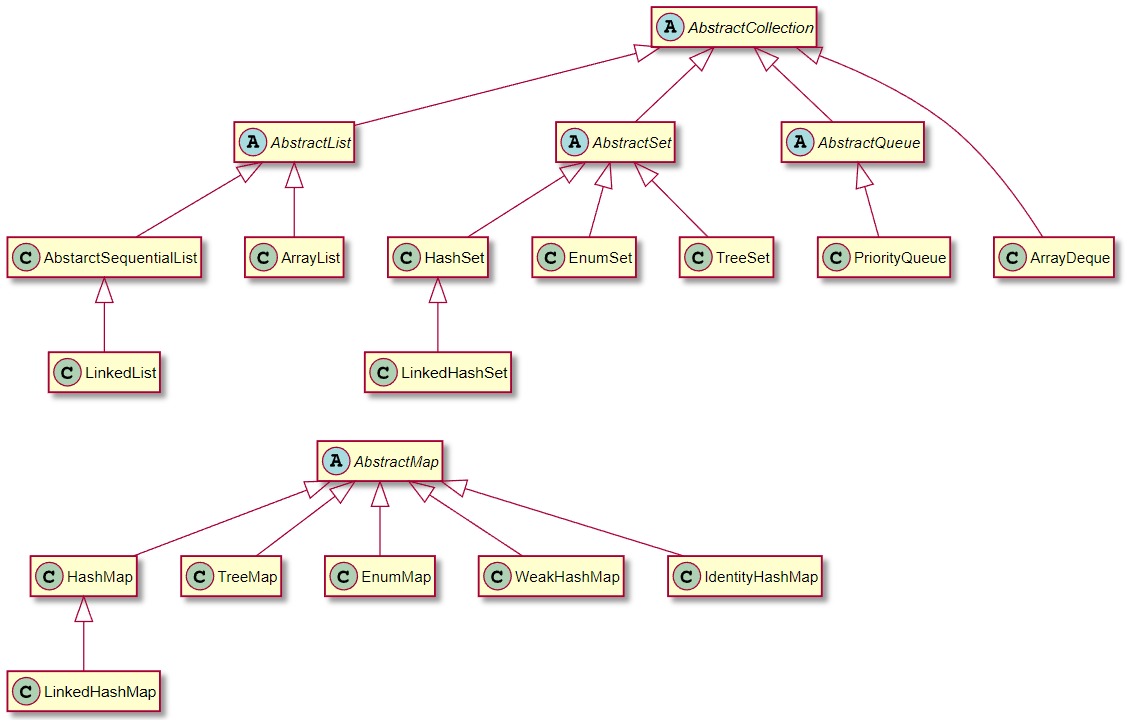 A AbstractCollection
A AbstractList
A AbstractSet
A AbstractQueue
C AbstarctSequentialList
C ArrayList
C HashSet
C EnumSet
C TreeSet
C PriorityQueue
C ArrayDeque
C LinkedList
C LinkedHashSet
A AbstractMap
C HashMap
C TreeMap
C EnumMap
C WeakHashMap
C IdentityHashMap
C LinkedHashMap